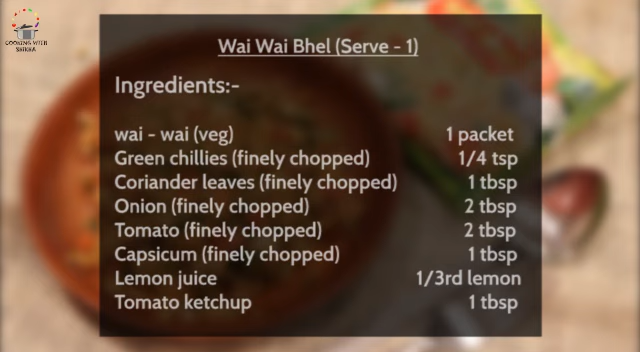 COOKING WITH
SHIKHA
Wai Wai Bhel (Serve - 1)
Ingredients:-
wai - wai (veg) 1 packet
Green chillies (finely chopped) 1/4 tsp
Coriander leaves (finely chopped) 1 tbsp
Onion (finely chopped) 2 tbsp
Tomato (finely chopped) 2 tbsp
Capsicum (finely chopped) 1 tbsp
Lemon juice 1/3rd lemon
Tomato ketchup 1 tbsp